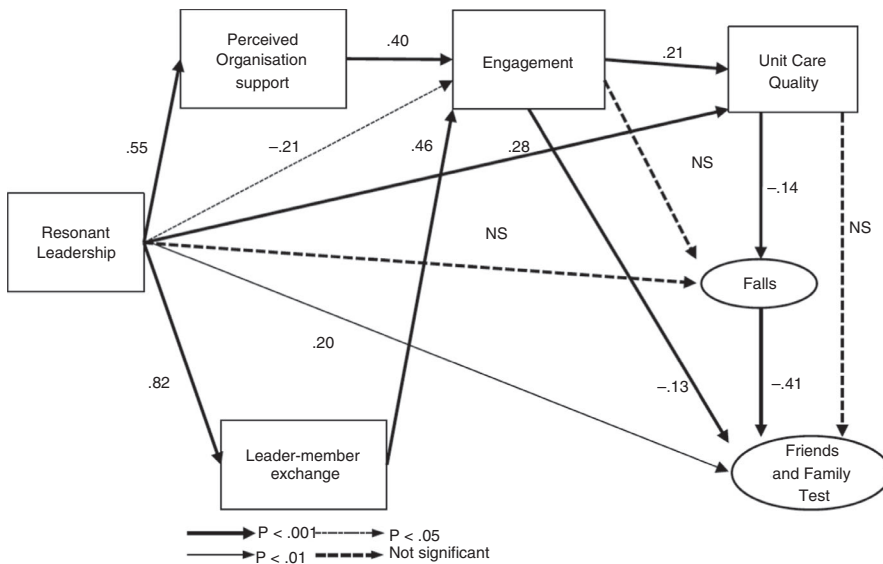 Perceived
Organisation
support
.40
Engagement
.21
Unit Care
Quality
.55
–.21
.46
.28
NS
–.14
NS
Resonant
Leadership
NS
Falls
.20
.82
–.13
–.41
Leader-member
exchange
Friends
and Family
Test
P < .001
P < .05
P < .01
Not significant